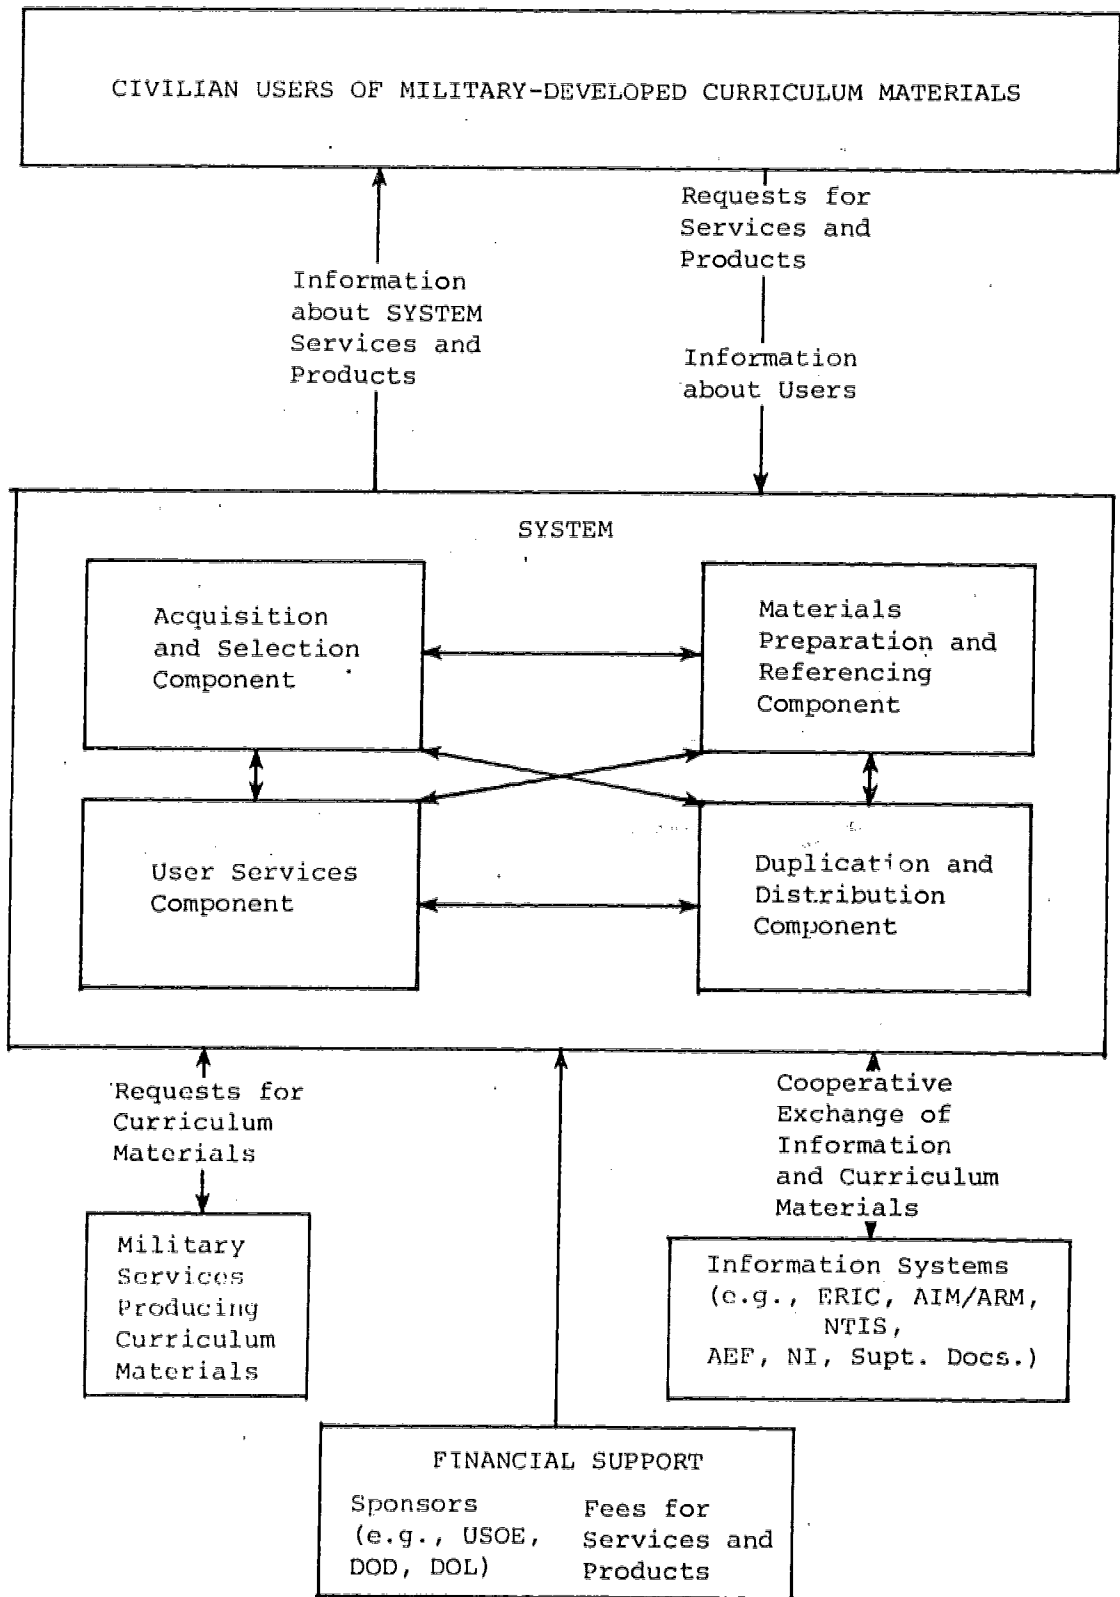 CIVILIAN USERS OF MILITARY-DEVELOPED CURRICULUM MATERIALS
Information
about SYSTEM
Services and
Products
Requests for
Services and
Products
Information
about Users
SYSTEM
Acquisition
and Selection
Component
Materials
Preparation and
Referencing
Component
User Services
Component
Duplication and
Distribution
Component
Requests for
Curriculum
Materials
Cooperative
Exchange of
Information
and Curriculum
Materials
Military
Services
Producing
Curriculum
Materials
Information Systems
(e.g., ERIC, AIM/ARM,
NTIS,
AEF, NI, Supt. Docs.)
FINANCIAL SUPPORT
Sponsors
(e.g., USOE,
DOD, DOL)
Fees for
Services and
Products